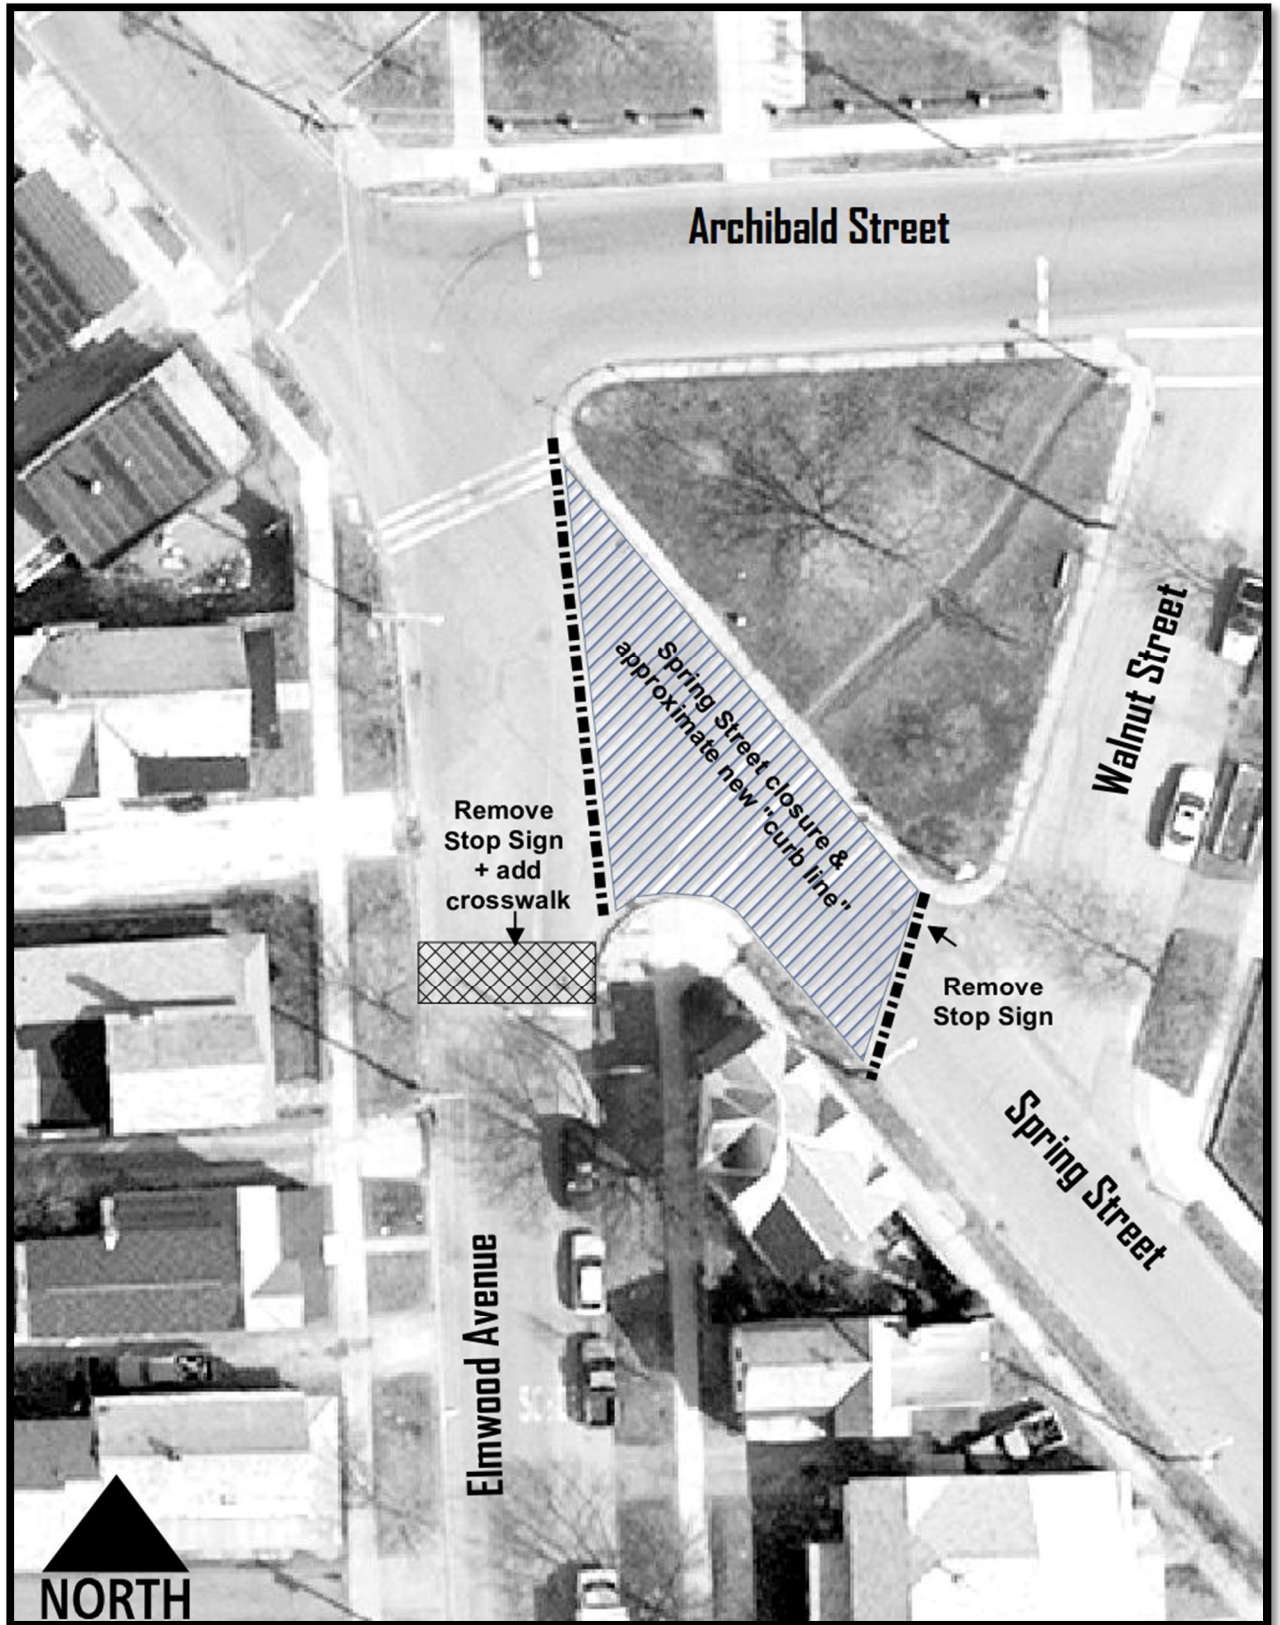 Archibald Street
Walnut Street
Spring Street closure &
approximate new "curb line"
Remove
Stop Sign
+ add
crosswalk
Remove
Stop Sign
Spring Street
Elmwood Avenue
NORTH